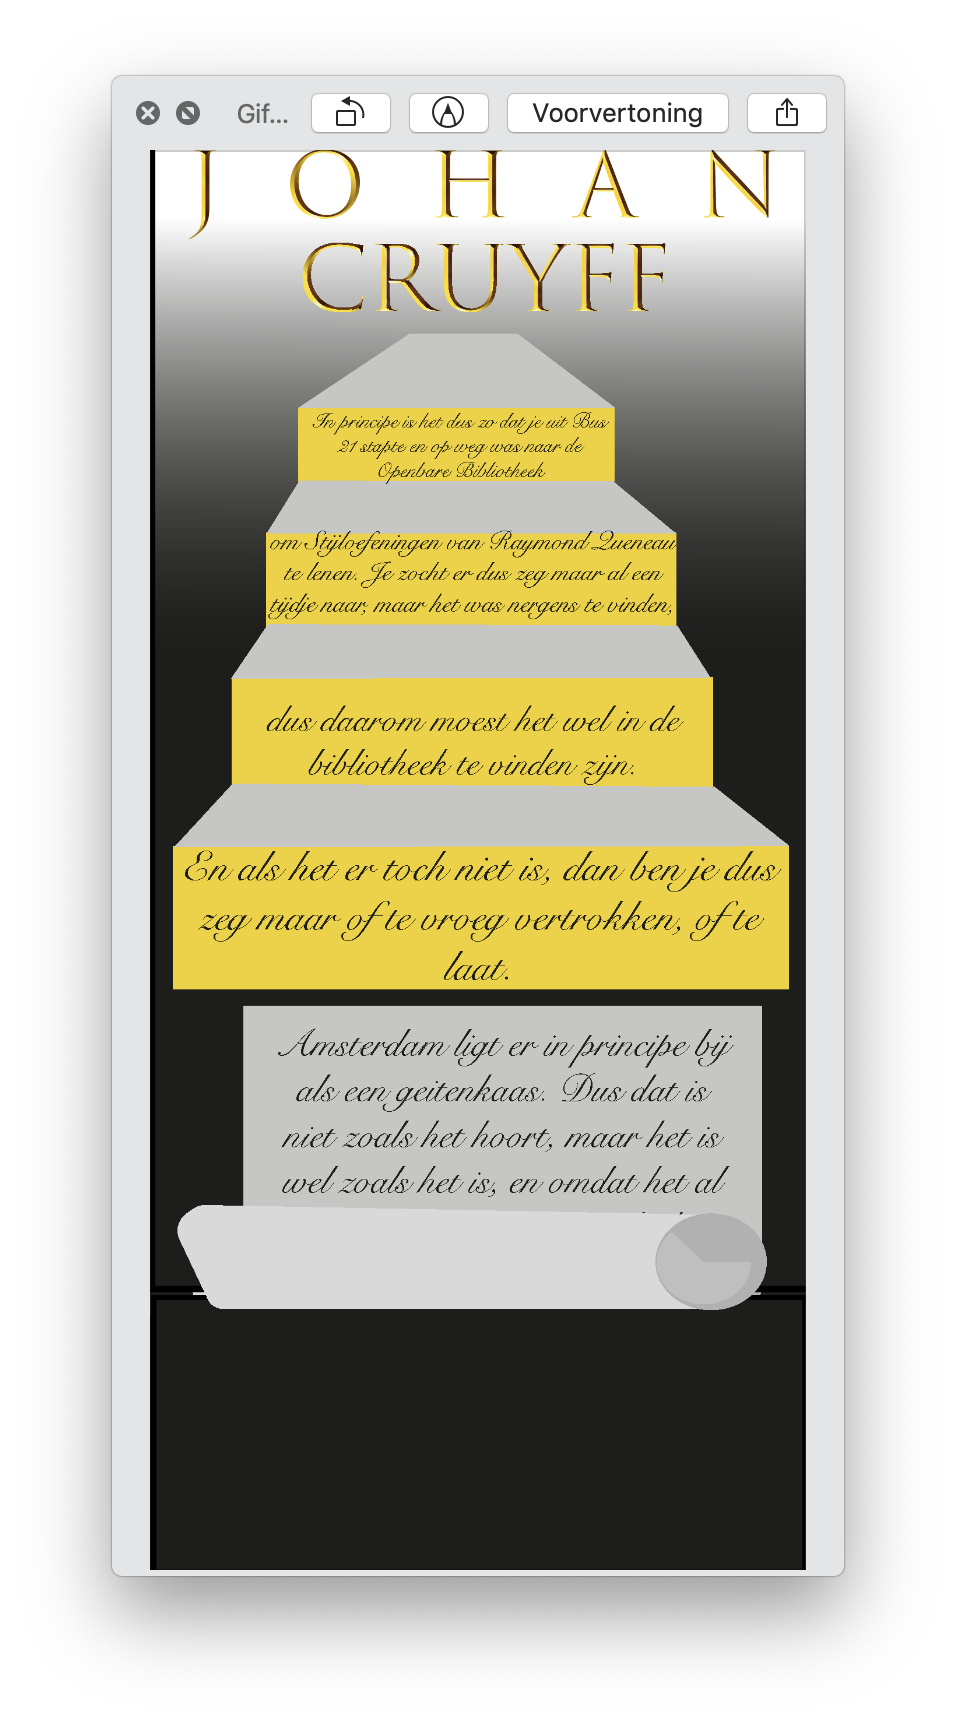 Gif...
Voorvertoning
JOHAN
CRUYFF
In principe is het dus zo dat je uit Bus
21 stapte en op weg was naar de
Openbare Bibliotheek
om Stijloefeningen van Raymond Queneau
te lenen. Je zocht er dus zeg maar al een
tijdje naar, maar het was nergens te vinden,
dus daarom moest het wel in de
bibliotheek te vinden zijn.
En als het er toch niet is, dan ben je dus
zeg maar of te vroeg vertrokken, of te
laat.
Amsterdam ligt er in principe bij
als een geitenkaas. Dus dat is
niet zoals het hoort, maar het is
wel zoals het is, en omdat het al